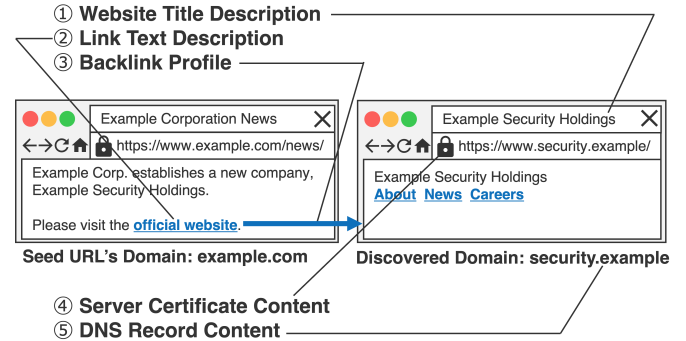 ① Website Title Description
② Link Text Description
③ Backlink Profile
Example Corporation News
https://www.example.com/news/
Example Corp. establishes a new company,
Example Security Holdings.
Please visit the official website.
Seed URL's Domain: example.com
Example Security Holdings
https://www.security.example/
Example Security Holdings
About News Careers
Discovered Domain: security.example
④ Server Certificate Content
⑤ DNS Record Content